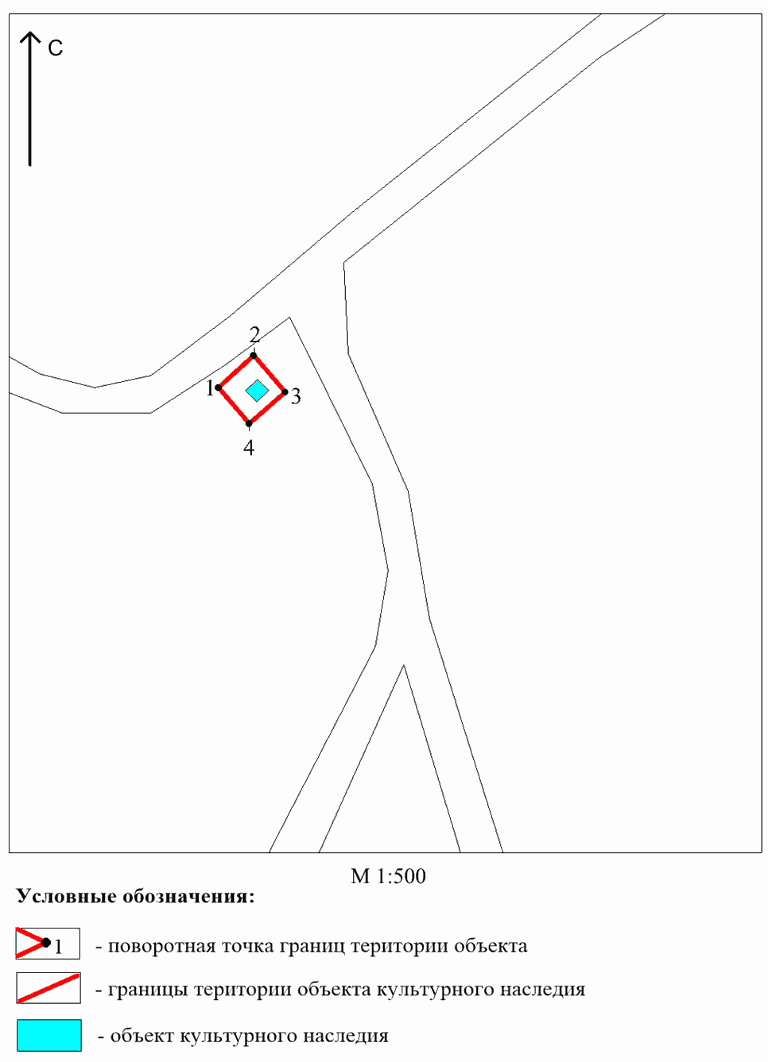 С
2
1
3
4
М 1:500
Условные обозначения:
1 - поворотная точка границ територии объекта
- границы територии объекта культурного наследия
- объект культурного наследия